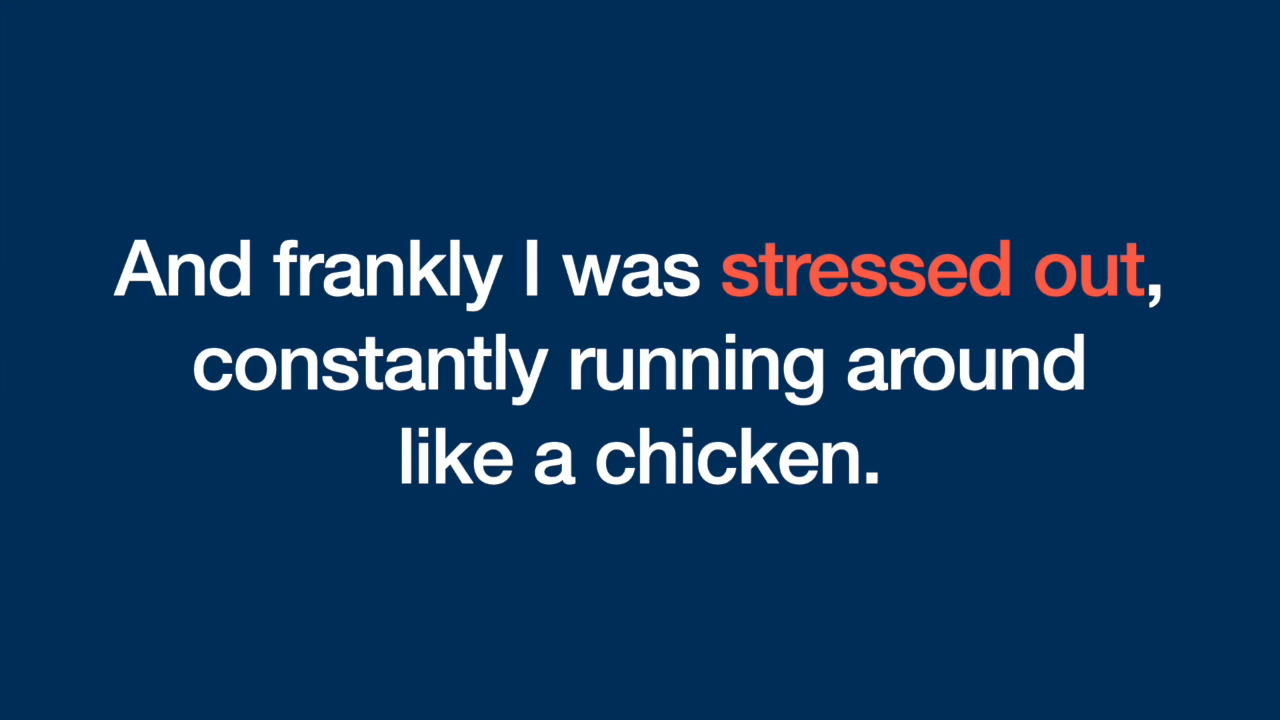 And frankly I was stressed out,
constantly running around
like a chicken.